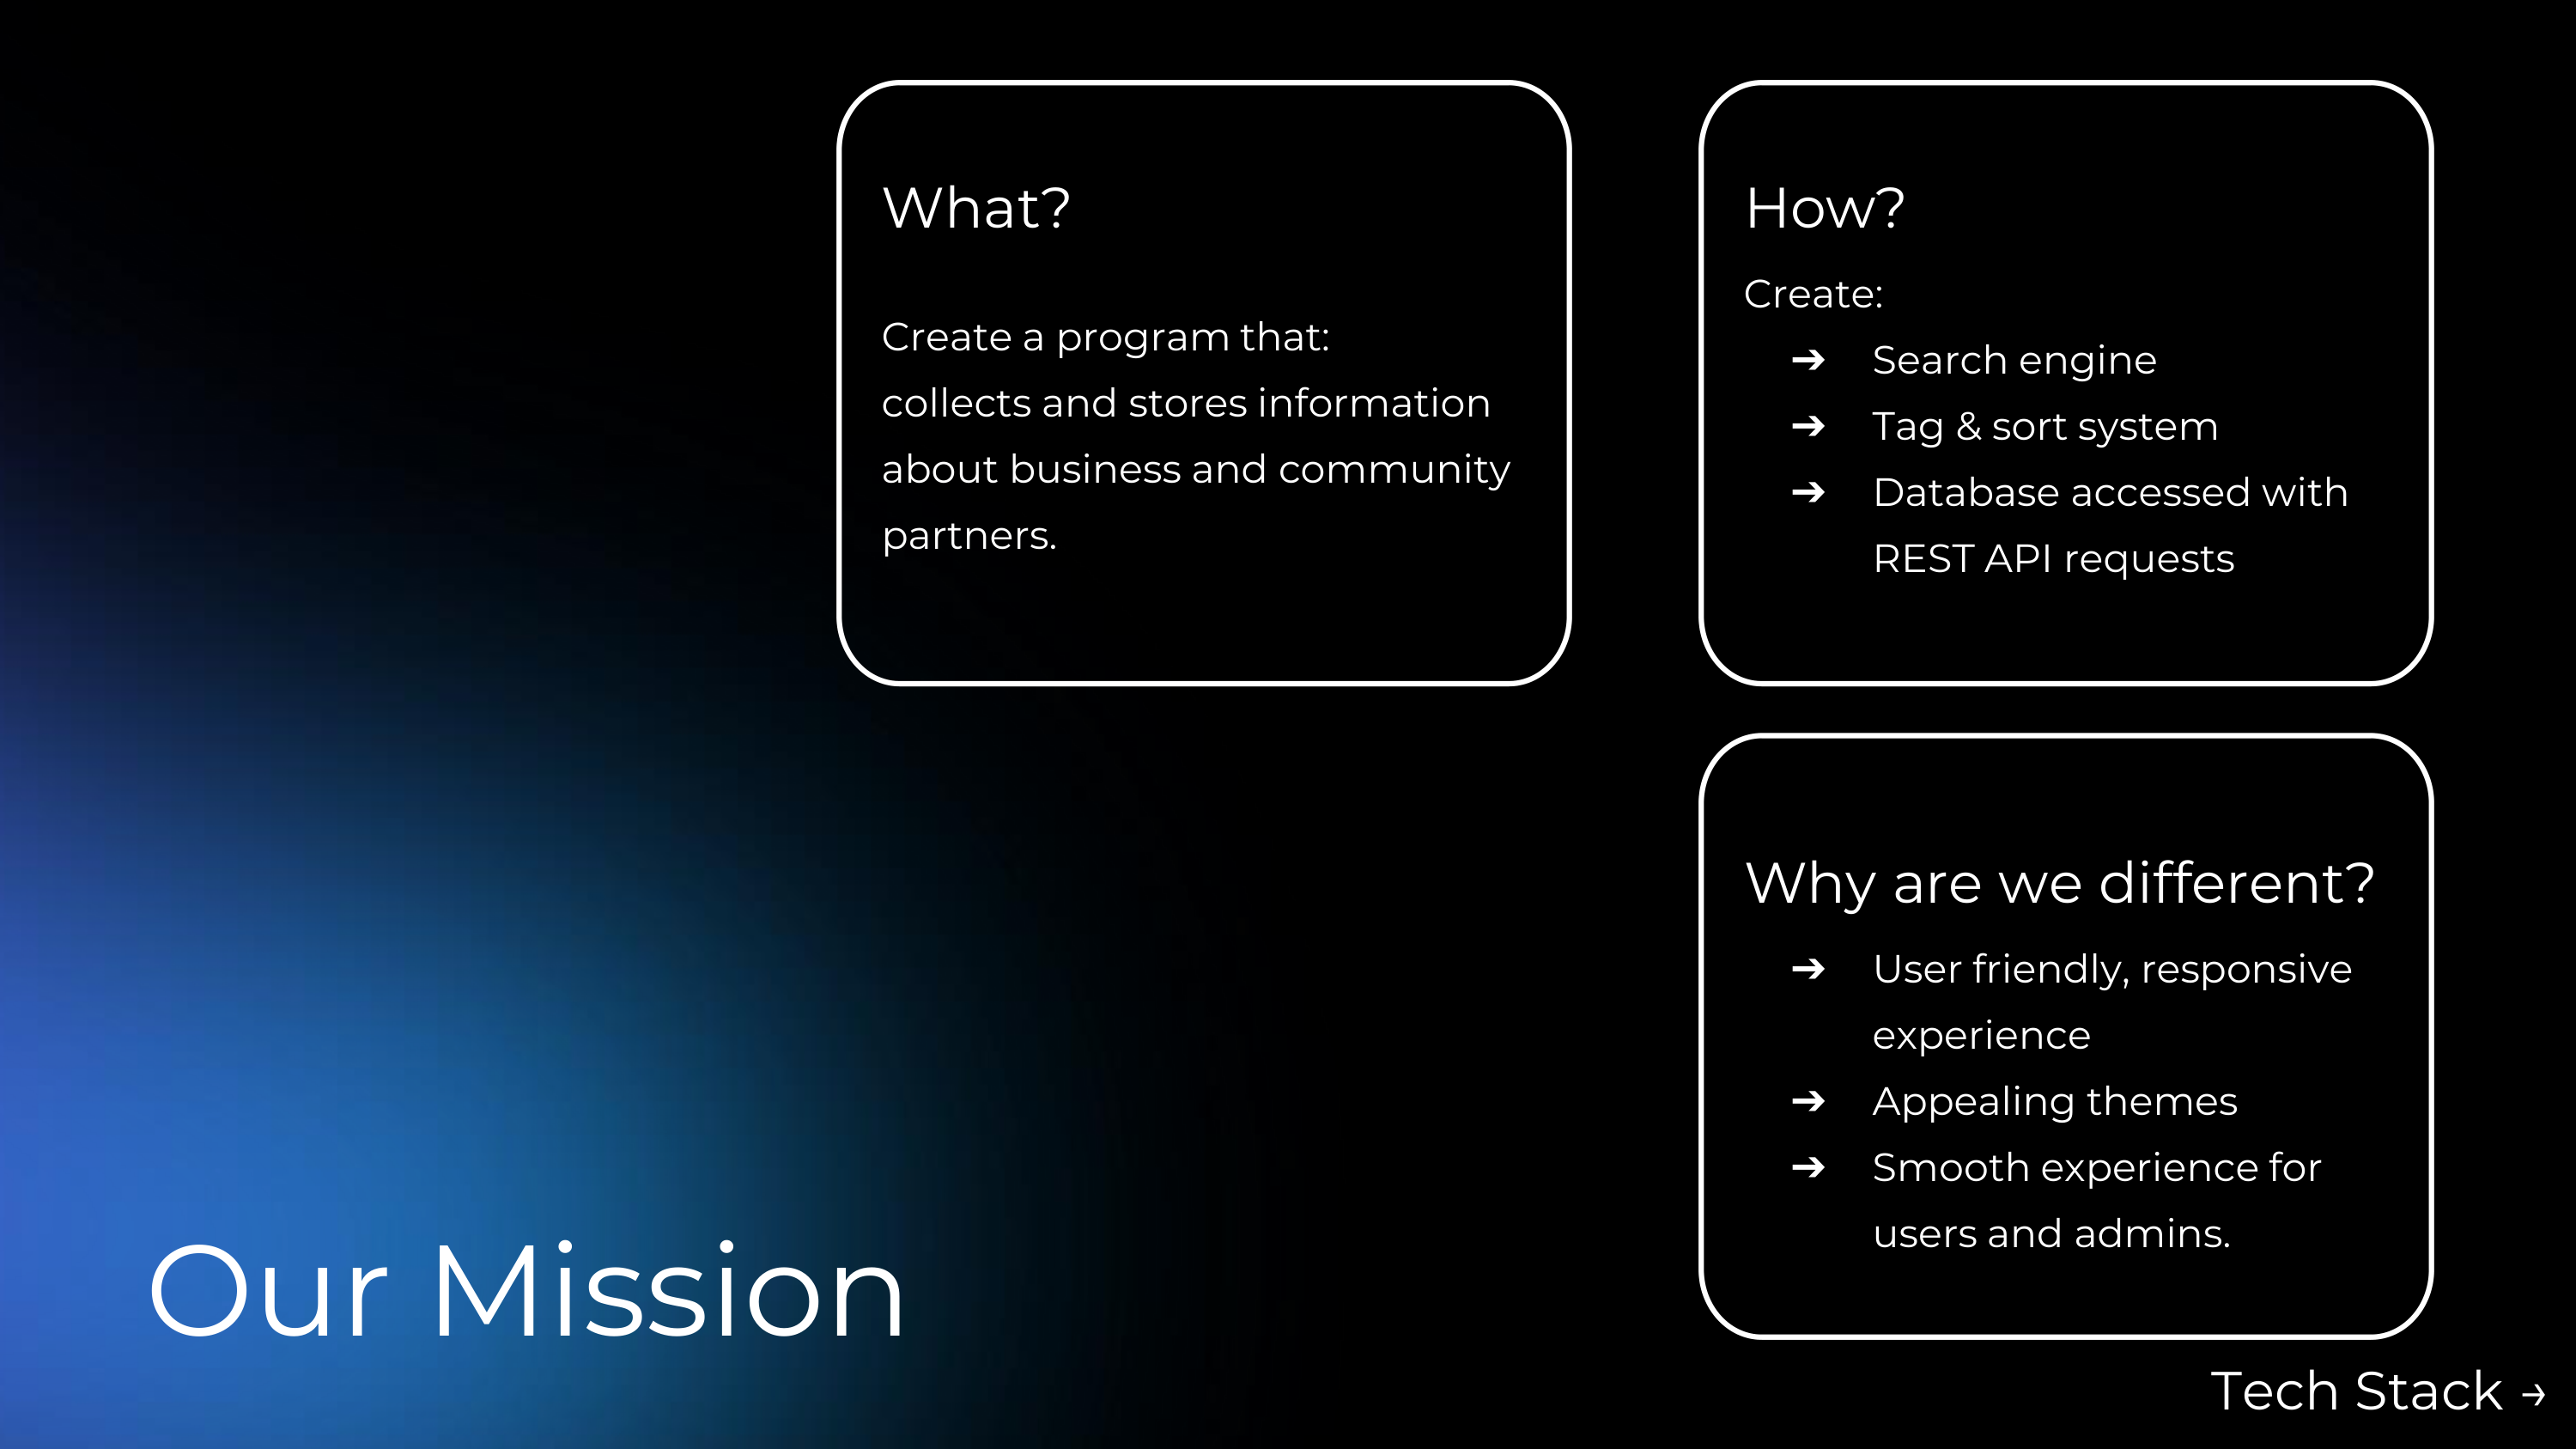 What?
Create a program that:
collects and stores information
about business and community
partners.
How?
Create:
➔ Search engine
➔ Tag & sort system
➔ Database accessed with
REST API requests
Why are we different?
➔ User friendly, responsive
experience
➔ Appealing themes
➔ Smooth experience for
users and admins.
Our Mission
Tech Stack →